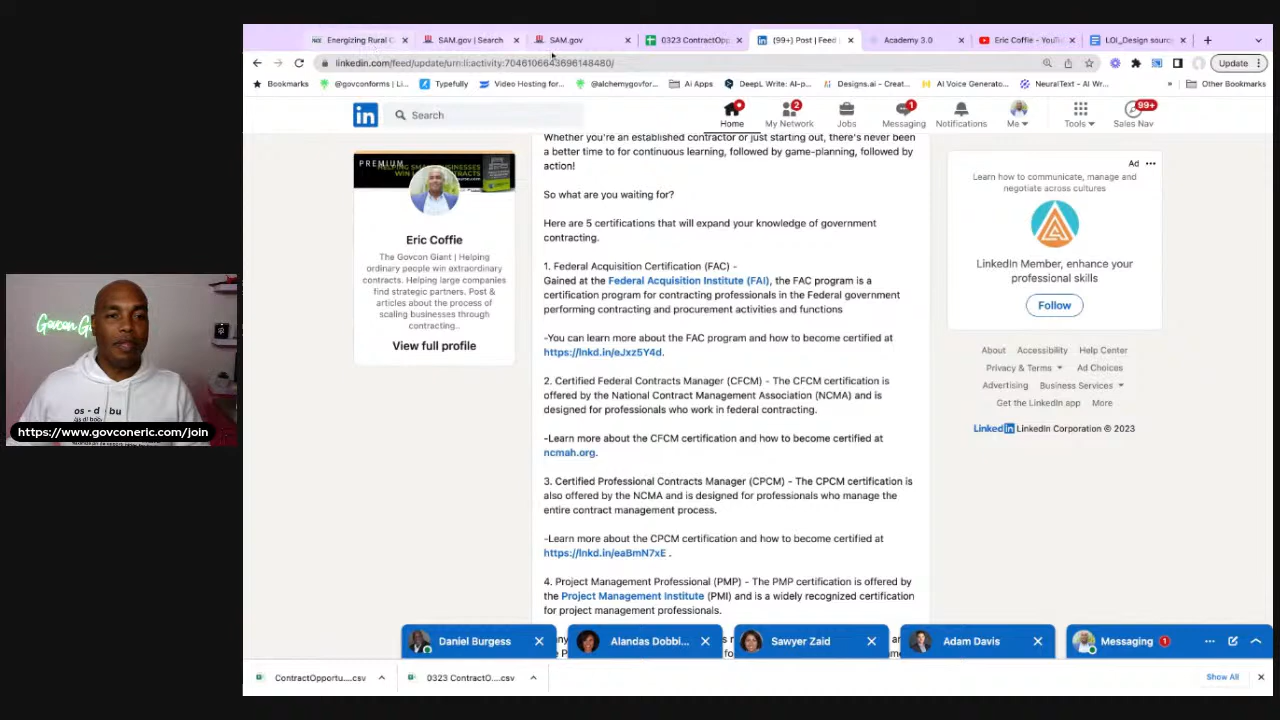 Energizing Rural C
SAM.gov | Search
SAM.gov
0323 ContractOpp
(99+) Post | Feed
Academy 3.0
Eric Coffie - YouT
LOI_Design sourc
linkedin.com/feed/update/urn:li:activity:7046106643696148480/
Update
Bookmarks
@govconforms | Li...
Typefully
Video Hosting for...
@alchemygovfor...
Ai Apps
DeepL Write: AI-p...
Designs.ai - Creat...
AI Voice Generato...
NeuralText - AI Wr...
Other Bookmarks
Search
Home
2
My Network
Jobs
1
Messaging
Notifications
Me
Tools
99+
Sales Nav
PREMIUM
HELPING SMALL BUSINESSES
WIN CONTRACTS
Eric Coffie
The Govcon Giant | Helping
ordinary people win extraordinary
contracts. Helping large companies
find strategic partners. Post &
articles about the process of
scaling businesses through
contracting..
View full profile
Whether you're an established contractor or just starting out, there's never been
a better time to for continuous learning, followed by game-planning, followed by
action!
So what are you waiting for?
Here are 5 certifications that will expand your knowledge of government
contracting.
1. Federal Acquisition Certification (FAC) -
Gained at the Federal Acquisition Institute (FAI), the FAC program is a
certification program for contracting professionals in the Federal government
performing contracting and procurement activities and functions
-You can learn more about the FAC program and how to become certified at
https://lnkd.in/eJxz5Y4d.
2. Certified Federal Contracts Manager (CFCM) - The CFCM certification is
offered by the National Contract Management Association (NCMA) and is
designed for professionals who work in federal contracting.
-Learn more about the CFCM certification and how to become certified at
ncmah.org.
3. Certified Professional Contracts Manager (CPCM) - The CPCM certification is
also offered by the NCMA and is designed for professionals who manage the
entire contract management process.
-Learn more about the CPCM certification and how to become certified at
https://lnkd.in/eaBmN7xE .
4. Project Management Professional (PMP) - The PMP certification is offered by
the Project Management Institute (PMI) and is a widely recognized certification
for project management professionals.
Ad
Learn how to communicate, manage and
negotiate across cultures
LinkedIn Member, enhance your
professional skills
Follow
About
Accessibility
Help Center
Privacy & Terms
Ad Choices
Advertising
Business Services
Get the LinkedIn app
More
LinkedIn LinkedIn Corporation © 2023
Govcon G
os - d - bu
https://www.govconeric.com/join
Daniel Burgess
Alandas Dobbi...
Sawyer Zaid
Adam Davis
Messaging
1
ContractOpportu....csv
0323 ContractO....csv
Show All